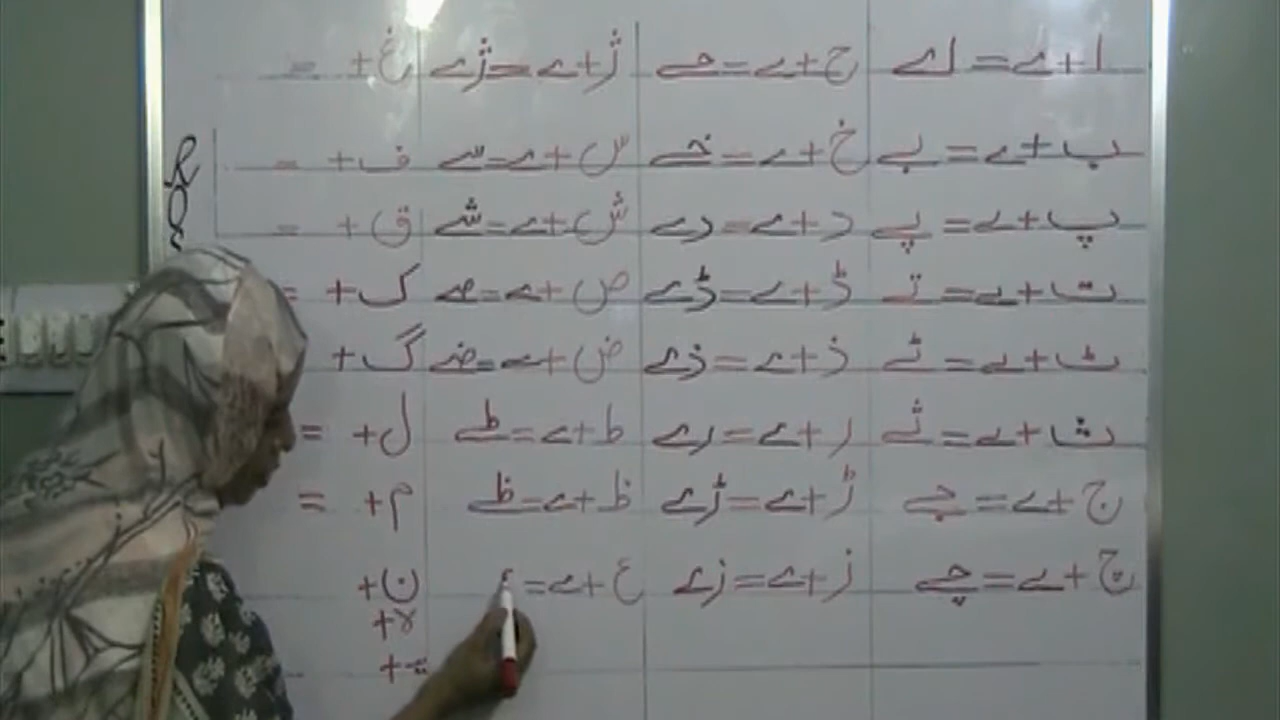 ا + ے = اے
ب + ے = بے
پ + ے = پے
ت + ے = تے
ٹ + ے = ٹے
ث + ے = ثے
ج + ے = جے
چ + ے = چے
ح + ے = حے
خ + ے = خے
د + ے = دے
ڈ + ے = ڈے
ذ + ے = ذے
ر + ے = رے
ڑ + ے = ڑے
ز + ے = زے
ژ + ے = ژے
س + ے = سے
ش + ے = شے
ص + ے = صے
ض + ے = ضے
ط + ے = طے
ظ + ے = ظے
ع + ے =
غ + =
ف + =
ق + =
ک + =
گ +
ل + =
م + =
ن +